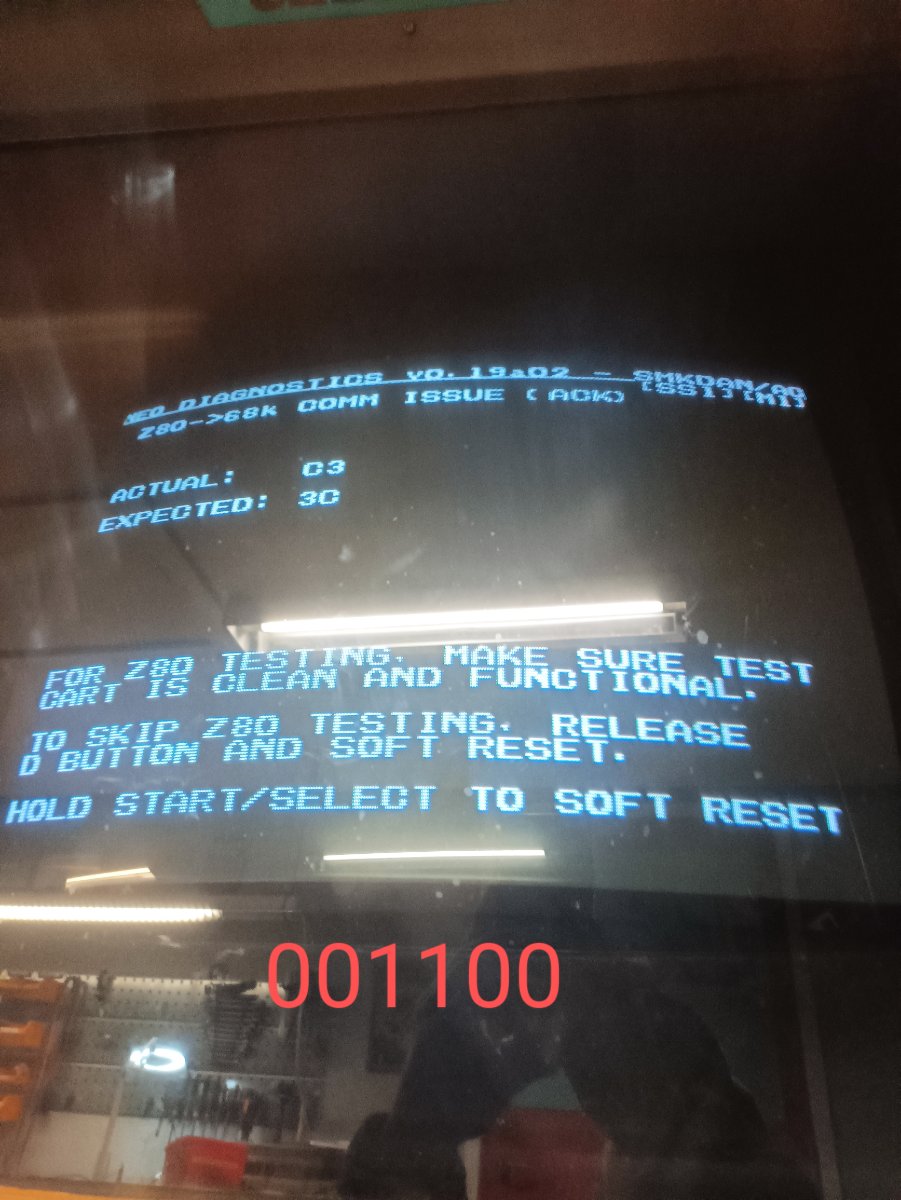 NEO DIAGNOSTICS v0.19a02 - SMKDAN/AC
Z80->68k COMM ISSUE (ACK) [SS1][M1]
ACTUAL: C3
EXPECTED: 3C
FOR Z80 TESTING, MAKE SURE TEST
CART IS CLEAN AND FUNCTIONAL.
TO SKIP Z80 TESTING, RELEASE
D BUTTON AND SOFT RESET.
HOLD START/SELECT TO SOFT RESET
001100